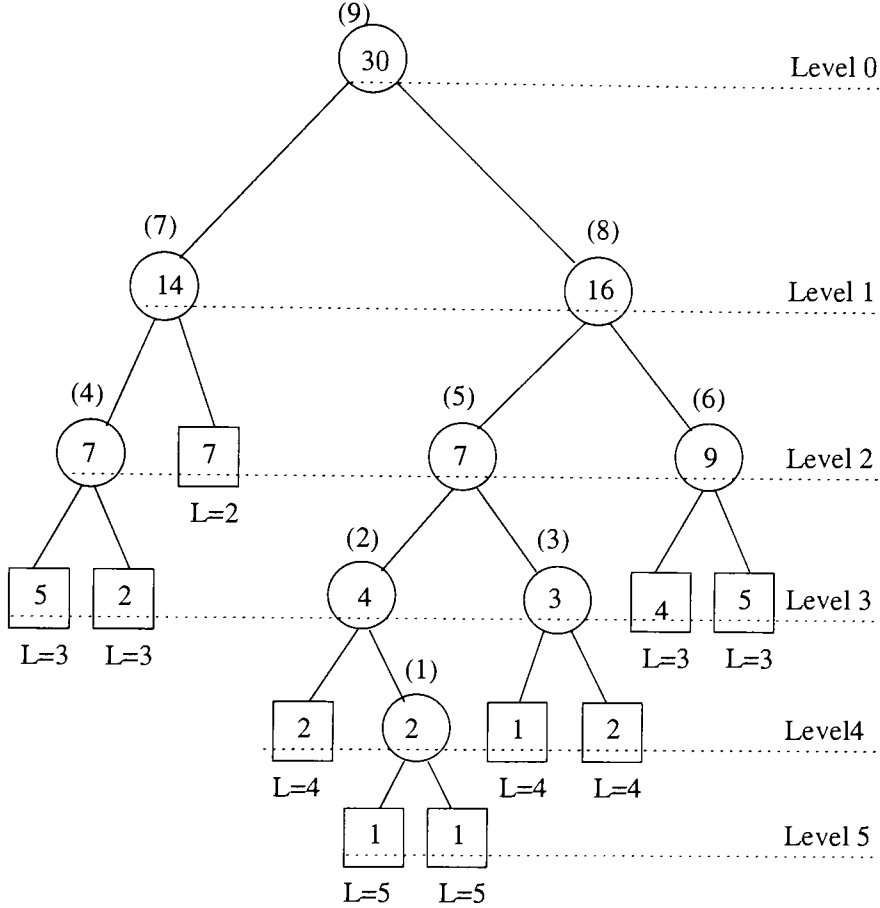 (9)
30
Level 0
(7)
(8)
14
16
Level 1
(4)
(5)
(6)
7
7
7
9
Level 2
L=2
(2)
(3)
5
2
4
3
4
5
Level 3
L=3
L=3
L=3
L=3
(1)
2
2
1
2
Level4
L=4
L=4
L=4
1
1
Level 5
L=5
L=5